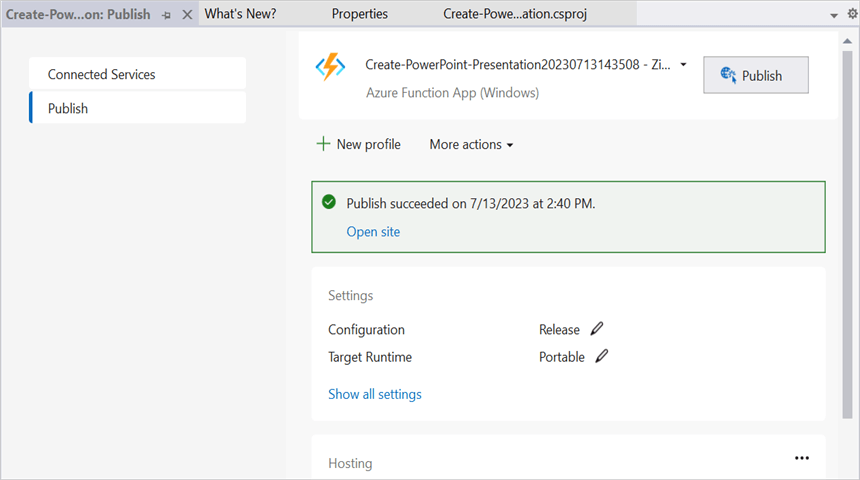 Create-Pow...on: Publish
What's New?
Properties
Create-Powe...ation.csproj
Connected Services
Publish
Create-PowerPoint-Presentation20230713143508 - Zi...
Azure Function App (Windows)
Publish
New profile
More actions
Publish succeeded on 7/13/2023 at 2:40 PM.
Open site
Settings
Configuration Release
Target Runtime Portable
Show all settings
Hosting